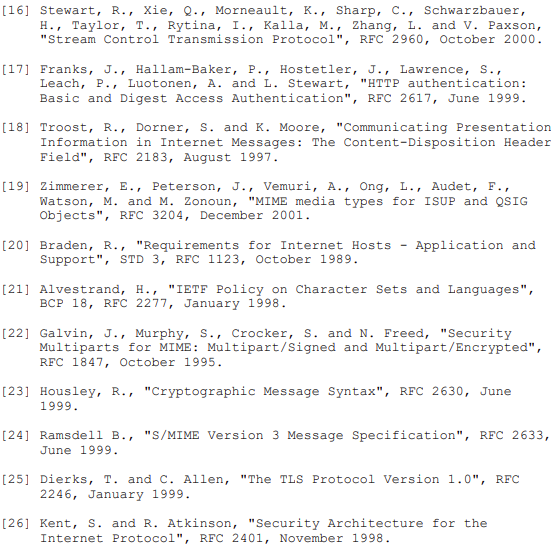 [16] Stewart, R., Xie, Q., Morneault, K., Sharp, C., Schwarzbauer,
H., Taylor, T., Rytina, I., Kalla, M., Zhang, L. and V. Paxson,
"Stream Control Transmission Protocol", RFC 2960, October 2000.
[17] Franks, J., Hallam-Baker, P., Hostetler, J., Lawrence, S.,
Leach, P., Luotonen, A. and L. Stewart, "HTTP authentication:
Basic and Digest Access Authentication", RFC 2617, June 1999.
[18] Troost, R., Dorner, S. and K. Moore, "Communicating Presentation
Information in Internet Messages: The Content-Disposition Header
Field", RFC 2183, August 1997.
[19] Zimmerer, E., Peterson, J., Vemuri, A., Ong, L., Audet, F.,
Watson, M. and M. Zonoun, "MIME media types for ISUP and QSIG
Objects", RFC 3204, December 2001.
[20] Braden, R., "Requirements for Internet Hosts - Application and
Support", STD 3, RFC 1123, October 1989.
[21] Alvestrand, H., "IETF Policy on Character Sets and Languages",
BCP 18, RFC 2277, January 1998.
[22] Galvin, J., Murphy, S., Crocker, S. and N. Freed, "Security
Multiparts for MIME: Multipart/Signed and Multipart/Encrypted",
RFC 1847, October 1995.
[23] Housley, R., "Cryptographic Message Syntax", RFC 2630, June
1999.
[24] Ramsdell B., "S/MIME Version 3 Message Specification", RFC 2633,
June 1999.
[25] Dierks, T. and C. Allen, "The TLS Protocol Version 1.0", RFC
2246, January 1999.
[26] Kent, S. and R. Atkinson, "Security Architecture for the
Internet Protocol", RFC 2401, November 1998.